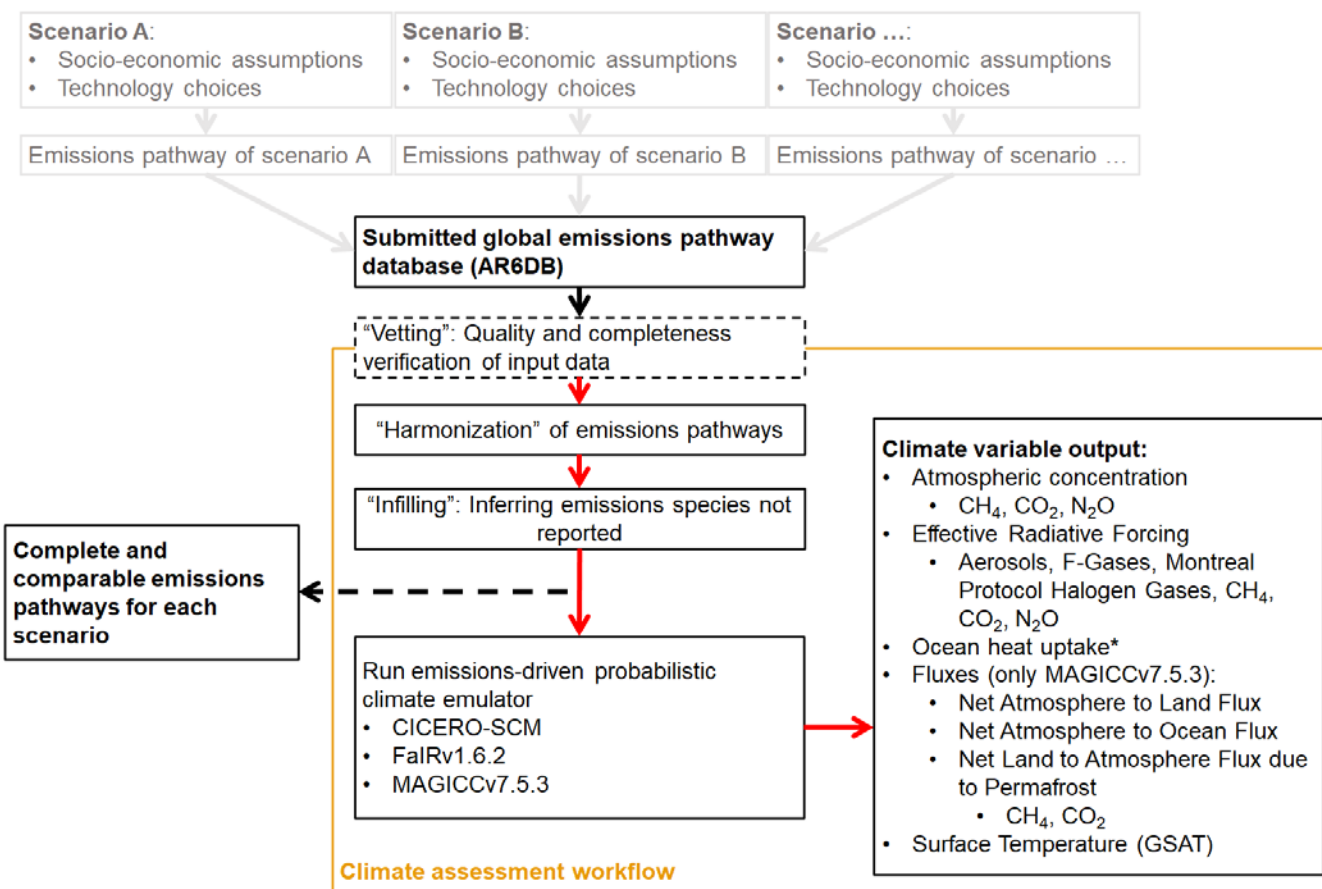 Scenario A:
• Socio-economic assumptions
• Technology choices
Scenario B:
• Socio-economic assumptions
• Technology choices
Scenario …:
• Socio-economic assumptions
• Technology choices
Emissions pathway of scenario A
Emissions pathway of scenario B
Emissions pathway of scenario …
Submitted global emissions pathway
database (AR6DB)
“Vetting”: Quality and completeness
verification of input data
“Harmonization” of emissions pathways
“Infilling”: Inferring emissions species not
reported
Complete and
comparable emissions
pathways for each
scenario
Run emissions-driven probabilistic
climate emulator
• CICERO-SCM
• FaIRv1.6.2
• MAGICCv7.5.3
Climate variable output:
• Atmospheric concentration
• CH₄, CO₂, N₂O
• Effective Radiative Forcing
• Aerosols, F-Gases, Montreal
Protocol Halogen Gases, CH₄,
CO₂, N₂O
• Ocean heat uptake*
• Fluxes (only MAGICCv7.5.3):
• Net Atmosphere to Land Flux
• Net Atmosphere to Ocean Flux
• Net Land to Atmosphere Flux due
to Permafrost
• CH₄, CO₂
• Surface Temperature (GSAT)
Climate assessment workflow